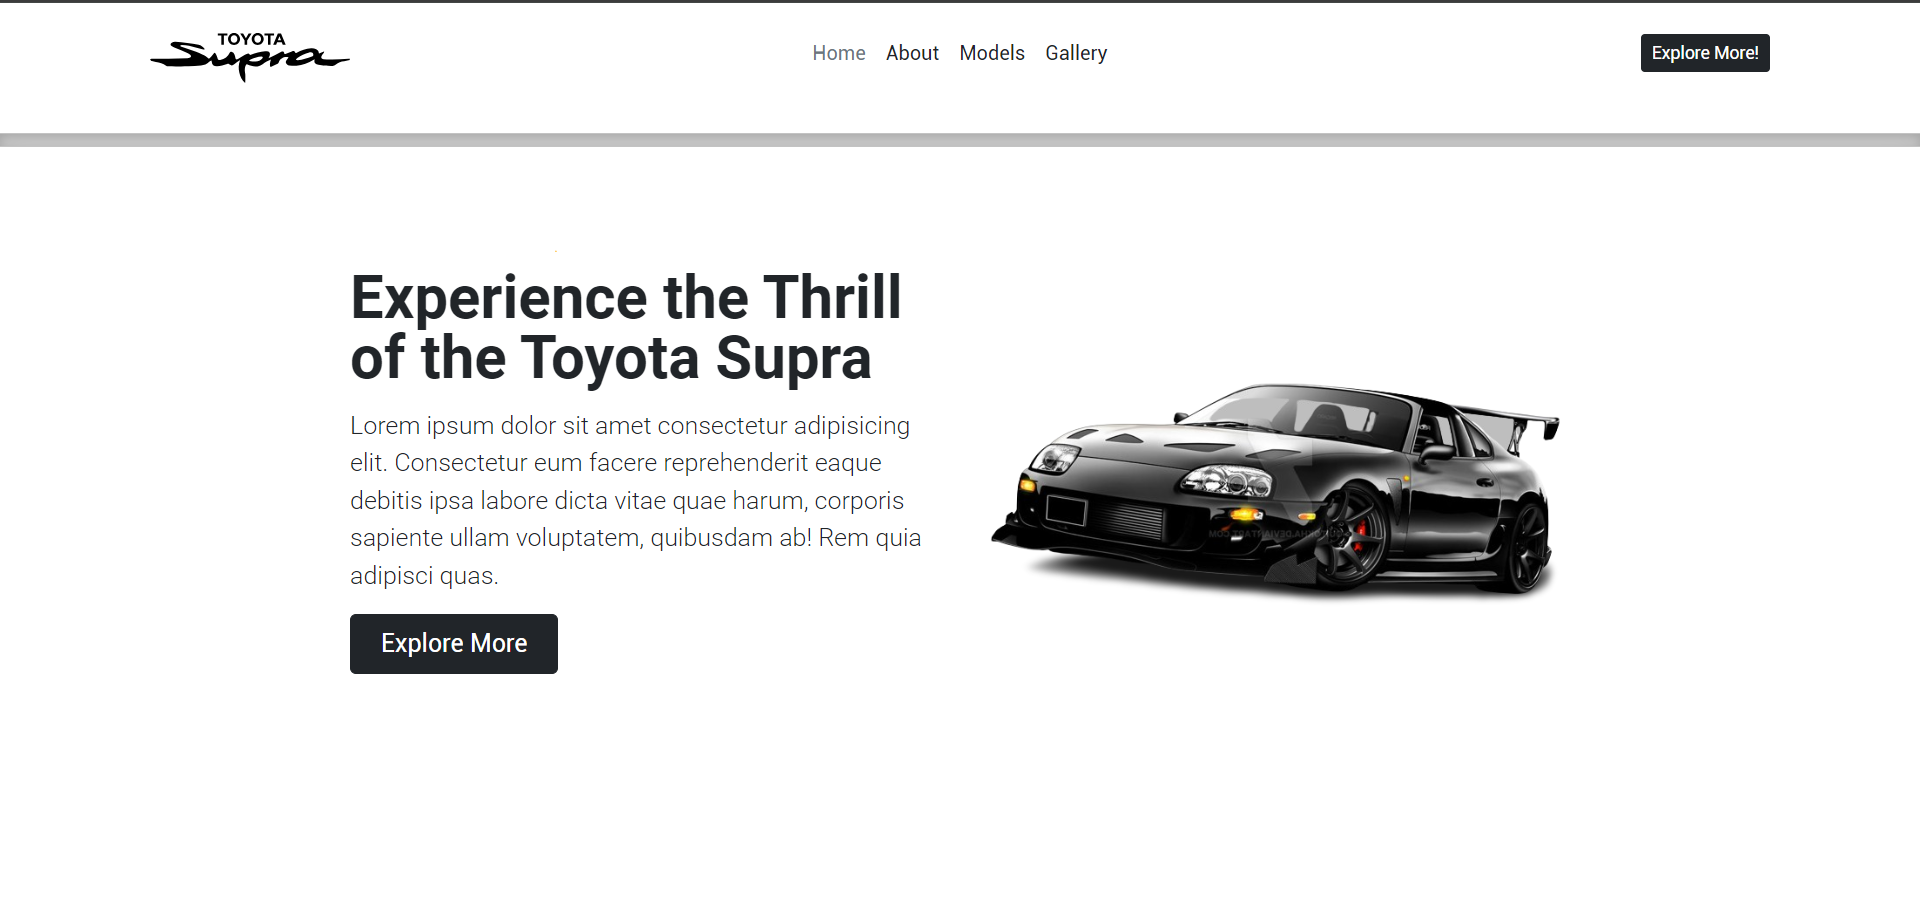 TOYOTA
Supra
Home About Models Gallery
Explore More!
Experience the Thrill
of the Toyota Supra
Lorem ipsum dolor sit amet consectetur adipisicing
elit. Consectetur eum facere reprehenderit eaque
debitis ipsa labore dicta vitae quae harum, corporis
sapiente ullam voluptatem, quibusdam ab! Rem quia
adipisci quas.
Explore More